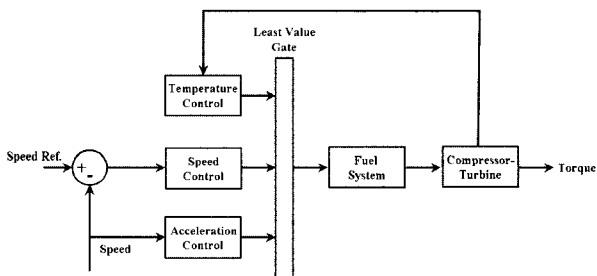 Least Value
Gate
Temperature
Control
Speed Ref.
+
-
Speed
Control
Fuel
System
Compressor-
Turbine
Torque
Acceleration
Control
Speed